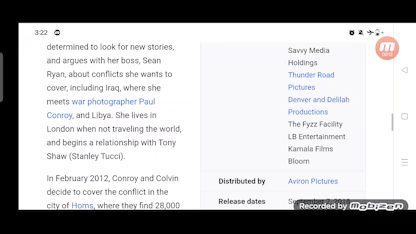 3:22
determined to look for new stories,
and argues with her boss, Sean
Ryan, about conflicts she wants to
cover, including Iraq, where she
meets war photographer Paul
Conroy, and Libya. She lives in
London when not traveling the world,
and begins a relationship with Tony
Shaw (Stanley Tucci).
In February 2012, Conroy and Colvin
decide to cover the conflict in the
city of Homs, where they find 28,000
Savvy Media
Holdings
Thunder Road
Pictures
Denver and Delilah
Productions
The Fyzz Facility
LB Entertainment
Kamala Films
Bloom
Distributed by Aviron Pictures
Release dates
Recorded by Mobizen